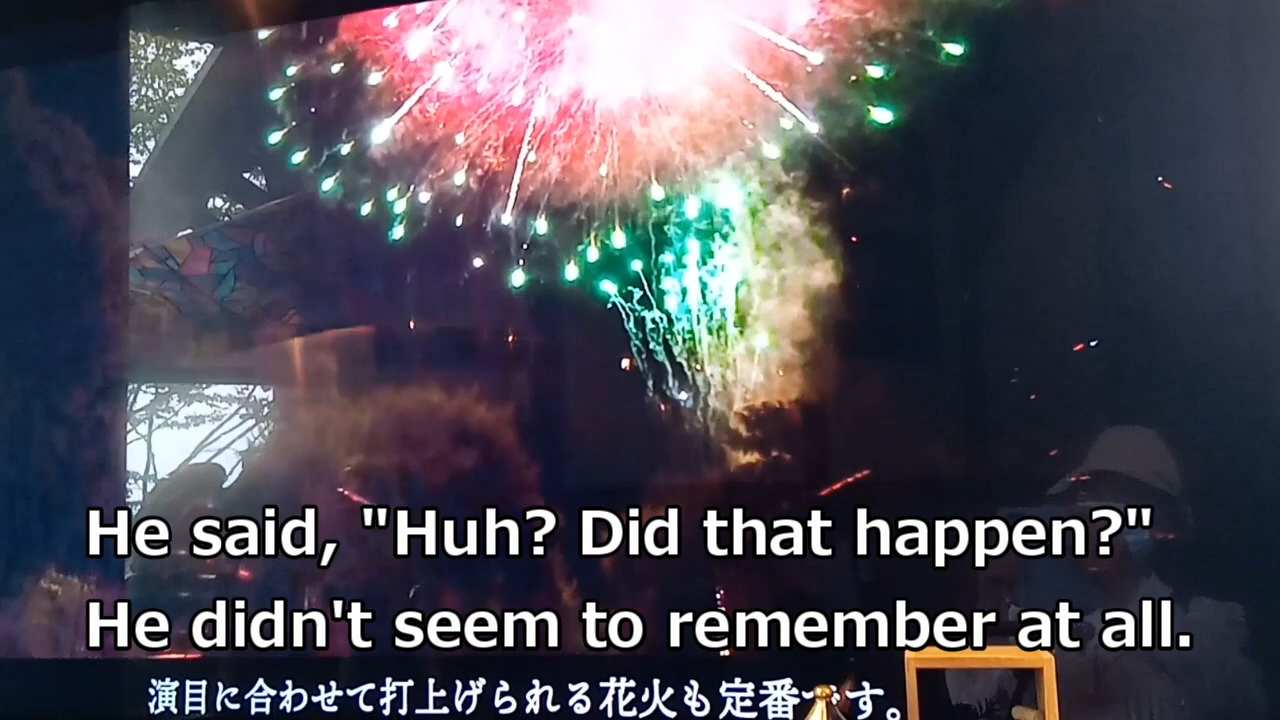 He said, "Huh? Did that happen?"
He didn't seem to remember at all.
演目に合わせて打上げられる花火も定番です。